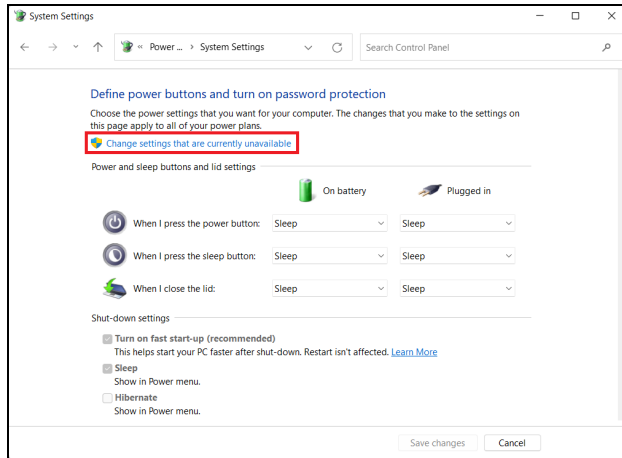 System Settings
« Power ... › System Settings
Search Control Panel
Define power buttons and turn on password protection
Choose the power settings that you want for your computer. The changes that you make to the settings on
this page apply to all of your power plans.
Change settings that are currently unavailable
Power and sleep buttons and lid settings
On battery Plugged in
When I press the power button: Sleep Sleep
When I press the sleep button: Sleep Sleep
When I close the lid: Sleep Sleep
Shut-down settings
Turn on fast start-up (recommended)
This helps start your PC faster after shut-down. Restart isn't affected. Learn More
Sleep
Show in Power menu.
Hibernate
Show in Power menu.
Save changes Cancel